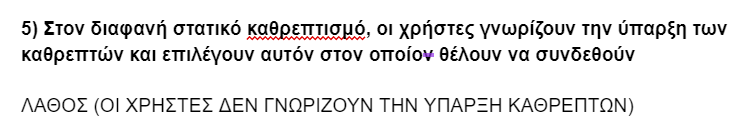 5) Στον διαφανή στατικό καθρεπτισμό, οι χρήστες γνωρίζουν την ύπαρξη των
καθρεπτών και επιλέγουν αυτόν στον οποίον θέλουν να συνδεθούν
ΛΑΘΟΣ (ΟΙ ΧΡΗΣΤΕΣ ΔΕΝ ΓΝΩΡΙΖΟΥΝ ΤΗΝ ΥΠΑΡΞΗ ΚΑΘΡΕΠΤΩΝ)